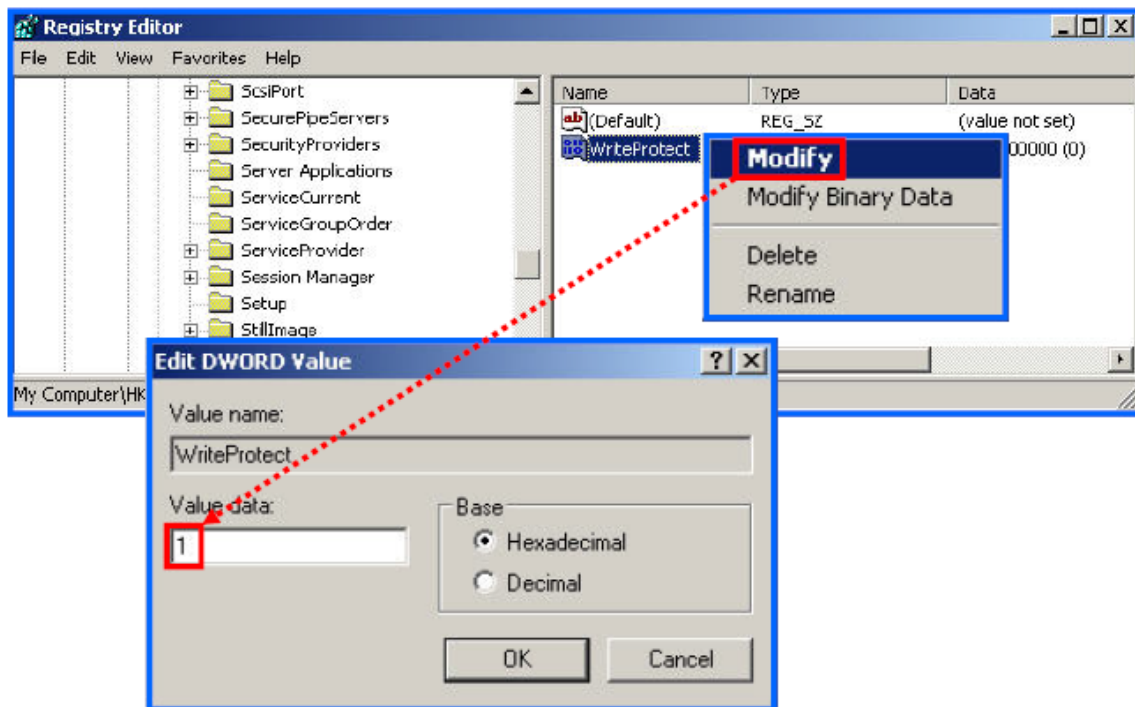 Registry Editor
File Edit View Favorites Help
ScsiPort
SecurePipeServers
SecurityProviders
Server Applications
ServiceCurrent
ServiceGroupOrder
ServiceProvider
Session Manager
Setup
StillImage
My Computer\HK
Name Type Data
ab (Default) REG_SZ (value not set)
WriteProtect 00000 (0)
Modify
Modify Binary Data
Delete
Rename
Edit DWORD Value
Value name:
WriteProtect
Value data:
1
Base
Hexadecimal
Decimal
OK Cancel